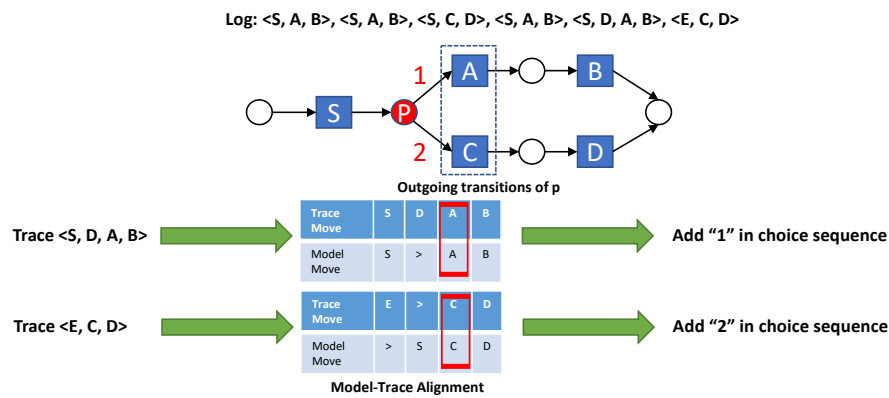 Log: <S, A, B>, <S, A, B>, <S, C, D>, <S, A, B>, <S, D, A, B>, <E, C, D>
1 A B
S P
2 C D
Outgoing transitions of p
Trace Move S D A B
Trace <S, D, A, B> Add “1” in choice sequence
Model Move S > A B
Trace Move E > C D
Trace <E, C, D> Add “2” in choice sequence
Model Move > S C D
Model-Trace Alignment